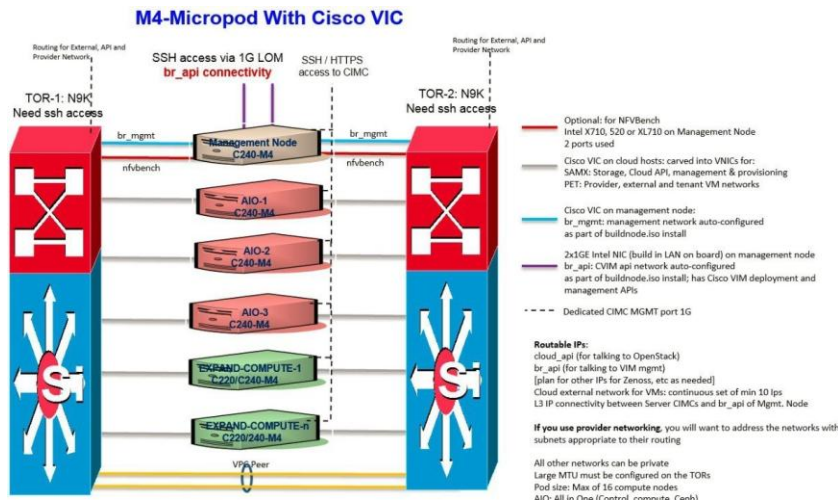 M4-Micropod With Cisco VIC
Routing for External, API and
Provider Network
SSH access via 1G LOM
br_api connectivity
SSH / HTTPS
access to CIMC
Routing for External, API and
Provider Network
TOR-1: N9K
Need ssh access
TOR-2: N9K
Need ssh access
br_mgmt
Management Node
C240-M4
br_mgmt
nfvbench
nfvbench
AIO-1
C240-M4
AIO-2
C240-M4
AIO-3
C240-M4
EXPAND-COMPUTE-1
C220/C240-M4
EXPAND-COMPUTE-n
C220/240-M4
VPC Peer
Si
Si
Optional: for NFVBench
Intel X710, 520 or XL710 on Management Node
2 ports used
Cisco VIC on cloud hosts: carved into VNICs for:
SAMX: Storage, Cloud API, management & provisioning
PET: Provider, external and tenant VM networks
Cisco VIC on management node:
br_mgmt: management network auto-configured
as part of buildnode.iso install
2x1GE Intel NIC (build in LAN on board) on management node
br_api: CVIM api network auto-configured
as part of buildnode.iso install; has Cisco VIM deployment and
management APIs
Dedicated CIMC MGMT port 1G
Routable IPs:
cloud_api (for talking to OpenStack)
br_api (for talking to VIM mgmt)
[plan for other IPs for Zenoss, etc as needed]
Cloud external network for VMs: continuous set of min 10 Ips
L3 IP connectivity between Server CIMCs and br_api of Mgmt. Node
If you use provider networking, you will want to address the networks with
subnets appropriate to their routing
All other networks can be private
Large MTU must be configured on the TORs
Pod size: Max of 16 compute nodes
AIO: All in One (Control, compute, Ceph)